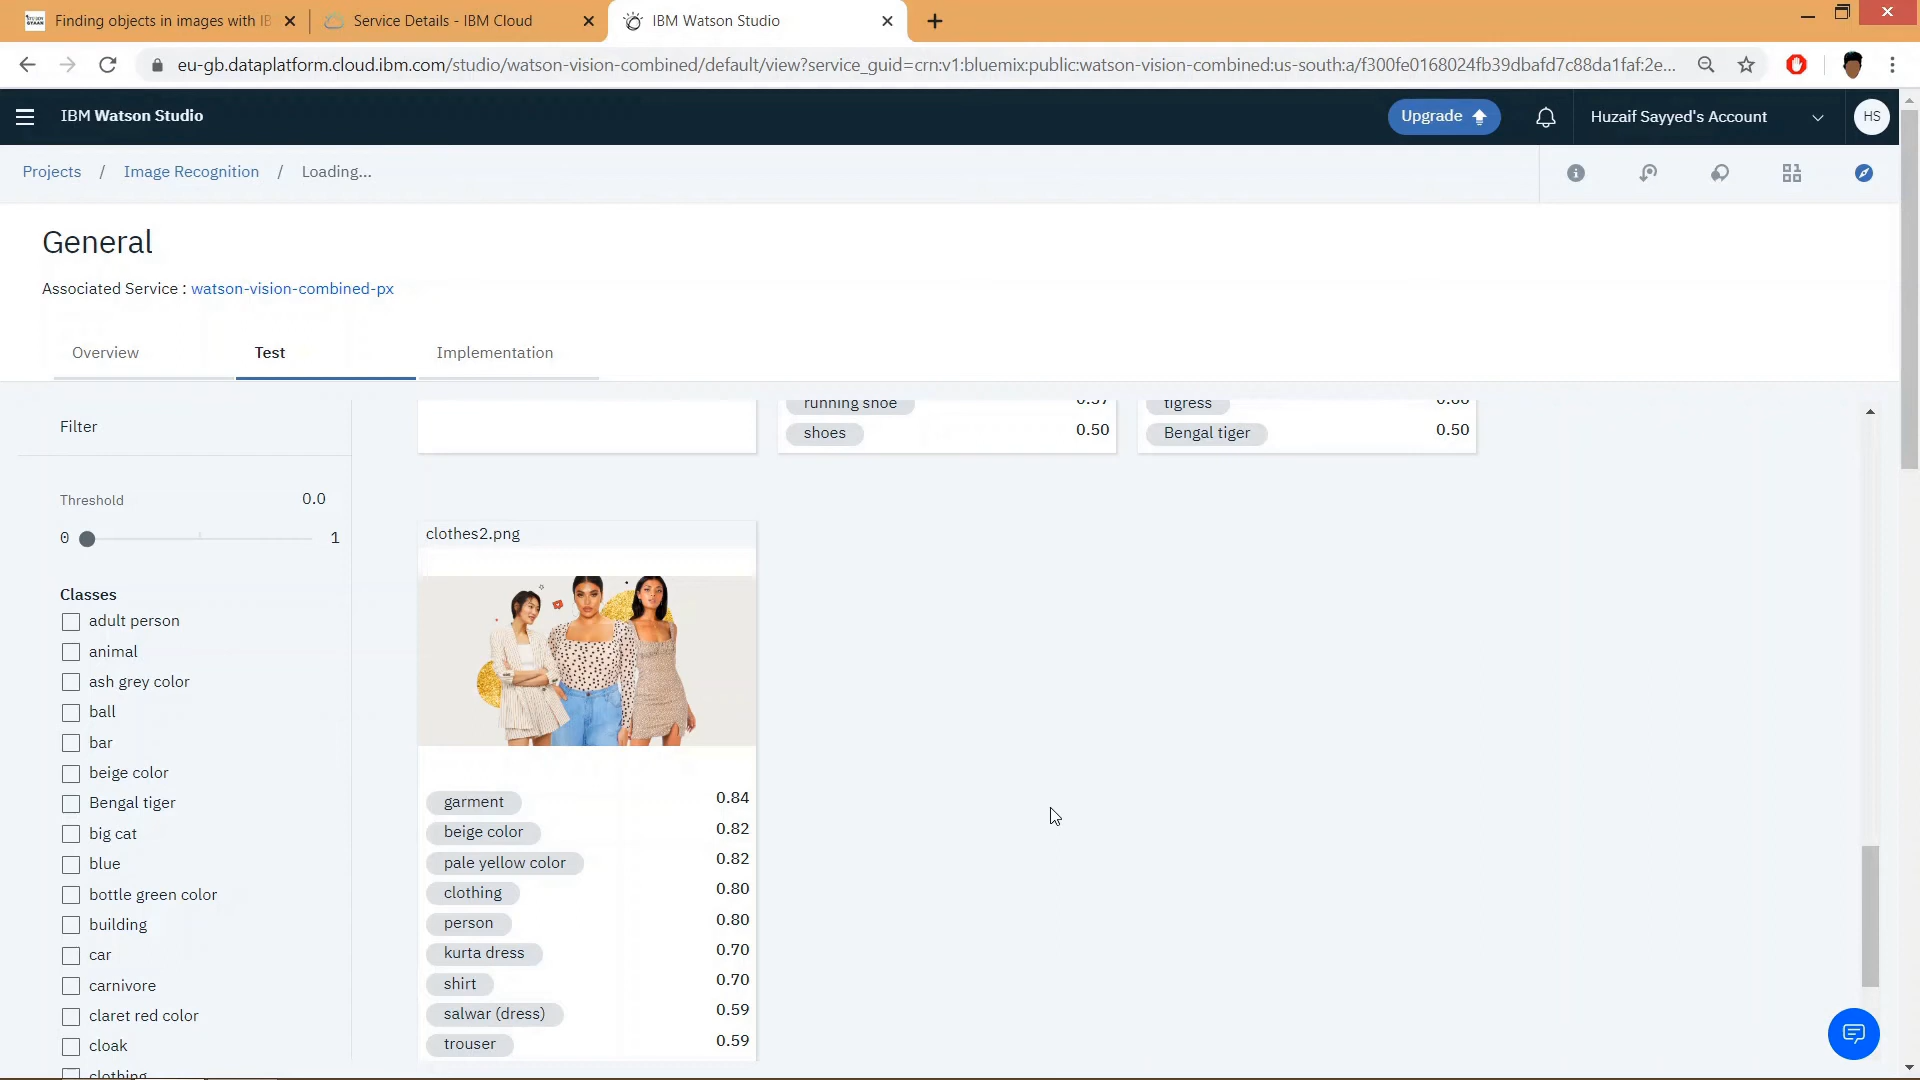 Finding objects in images with IB
Service Details - IBM Cloud
IBM Watson Studio
eu-gb.dataplatform.cloud.ibm.com/studio/watson-vision-combined/default/view?service_guid=crn:v1:bluemix:public:watson-vision-combined:us-south:a/f300fe0168024fb39dbafd7c88da1faf:2e...
IBM Watson Studio
Upgrade
Huzaif Sayyed's Account
HS
Projects / Image Recognition / Loading...
General
Associated Service : watson-vision-combined-px
Overview
Test
Implementation
Filter
Threshold 0.0
0 1
Classes
adult person
animal
ash grey color
ball
bar
beige color
Bengal tiger
big cat
blue
bottle green color
building
car
carnivore
claret red color
cloak
clothing
running shoe 0.57
shoes 0.50
tigress
Bengal tiger 0.50
clothes2.png
garment 0.84
beige color 0.82
pale yellow color 0.82
clothing 0.80
person 0.80
kurta dress 0.70
shirt 0.70
salwar (dress) 0.59
trouser 0.59